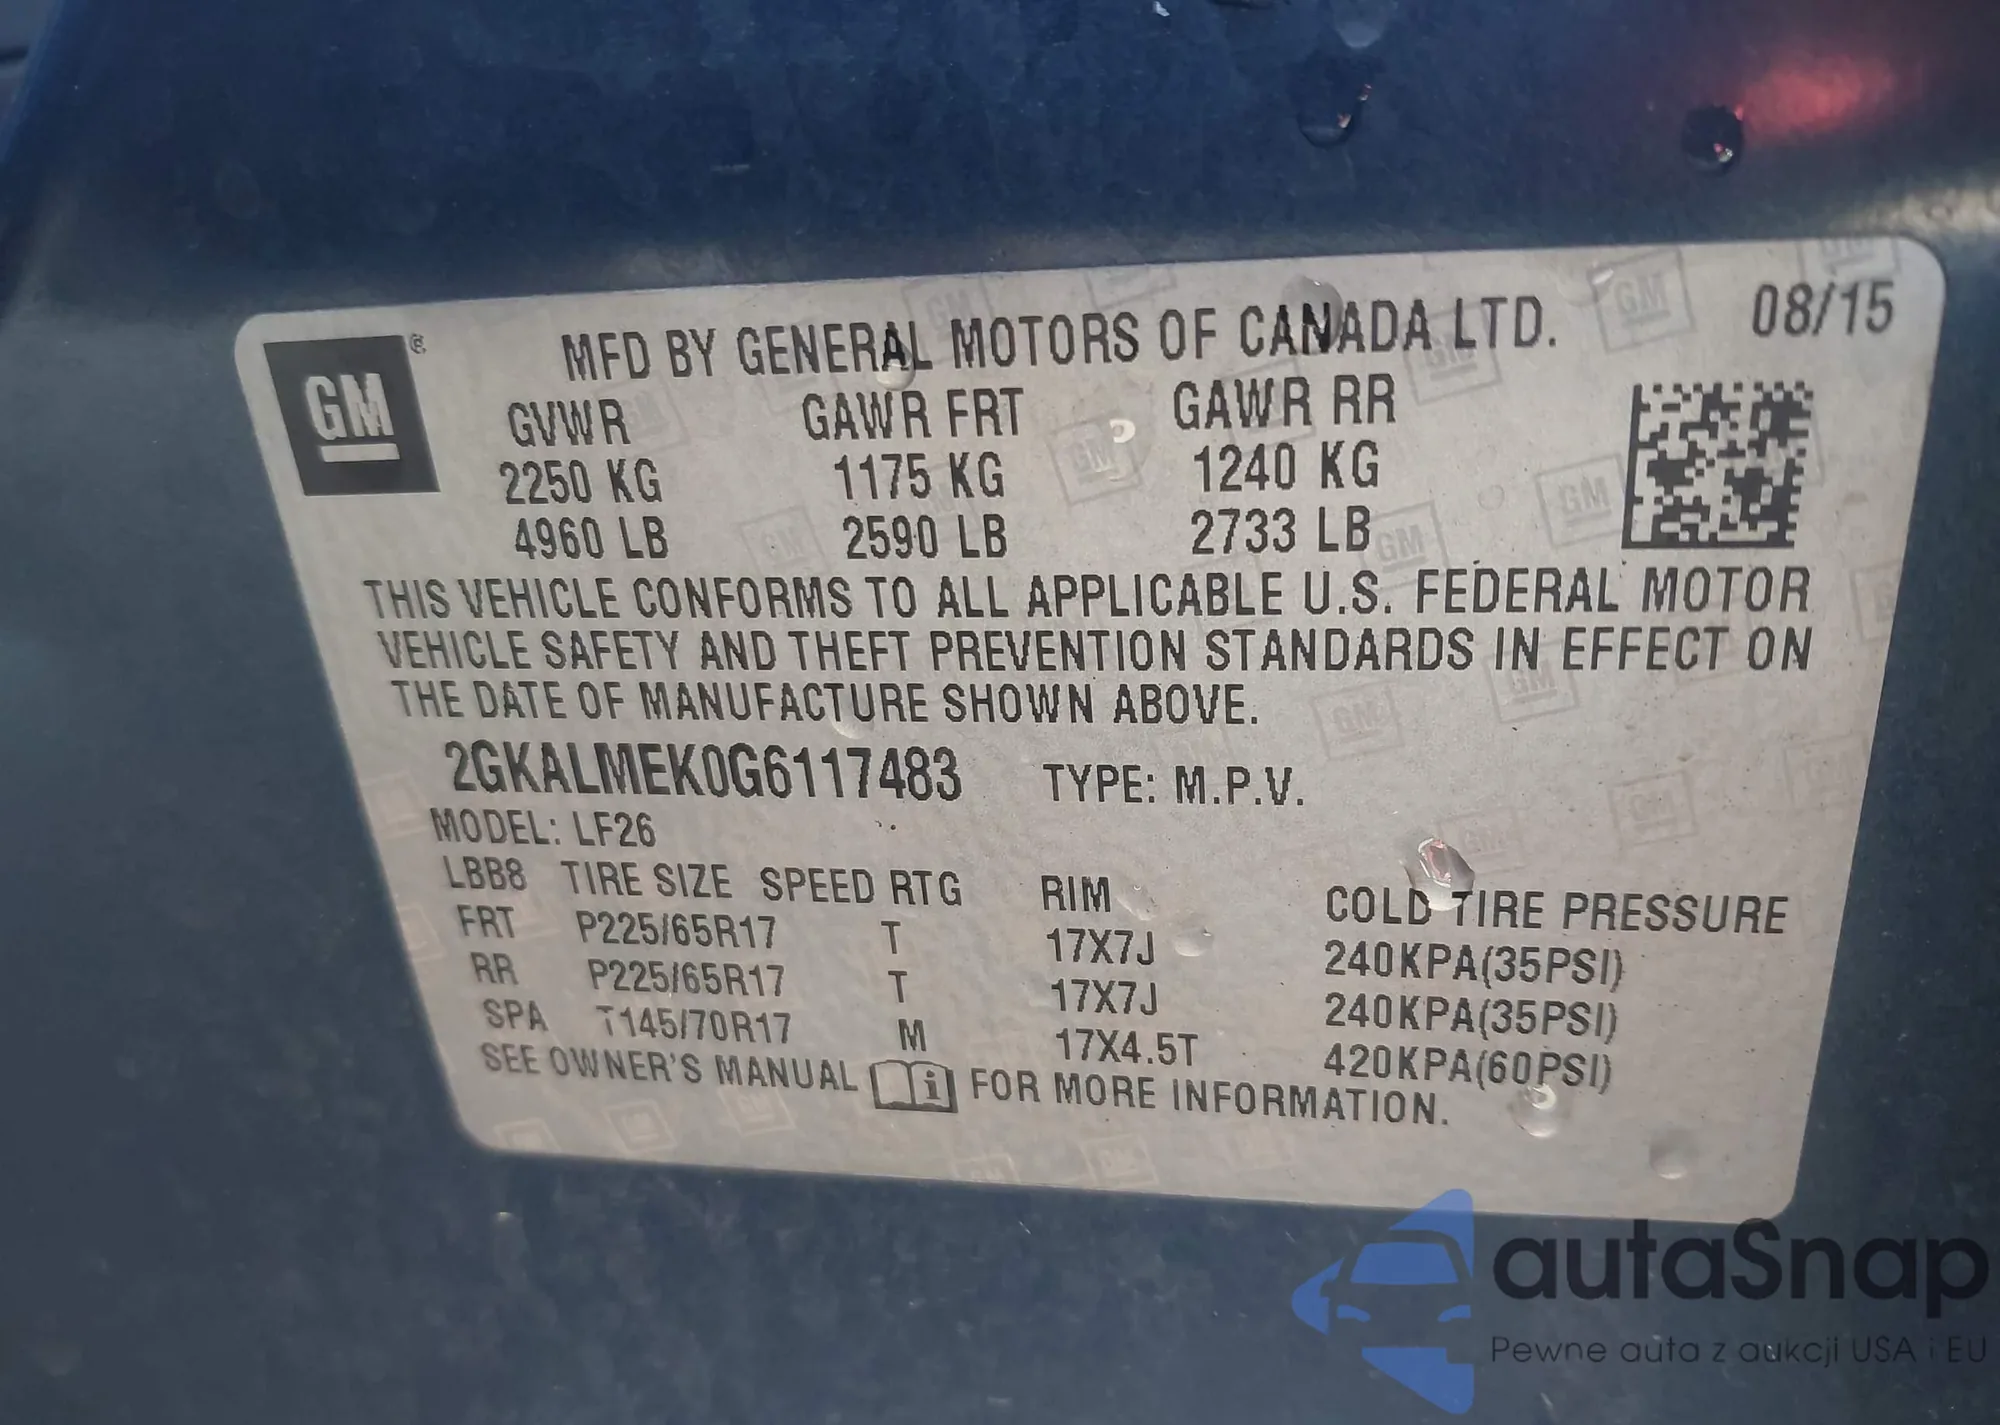 GM
MFD BY GENERAL MOTORS OF CANADA LTD. 08/15
GVWR GAWR FRT GAWR RR
2250 KG 1175 KG 1240 KG
4960 LB 2590 LB 2733 LB
THIS VEHICLE CONFORMS TO ALL APPLICABLE U.S. FEDERAL MOTOR
VEHICLE SAFETY AND THEFT PREVENTION STANDARDS IN EFFECT ON
THE DATE OF MANUFACTURE SHOWN ABOVE.
2GKALMEK0G6117483 TYPE: M.P.V.
MODEL: LF26
LBB8 TIRE SIZE SPEED RTG RIM COLD TIRE PRESSURE
FRT P225/65R17 T 17X7J 240KPA(35PSI)
RR P225/65R17 T 17X7J 240KPA(35PSI)
SPA T145/70R17 M 17X4.5T 420KPA(60PSI)
SEE OWNER'S MANUAL i FOR MORE INFORMATION.
autaSnap
Pewne auta z aukcji USA i EU